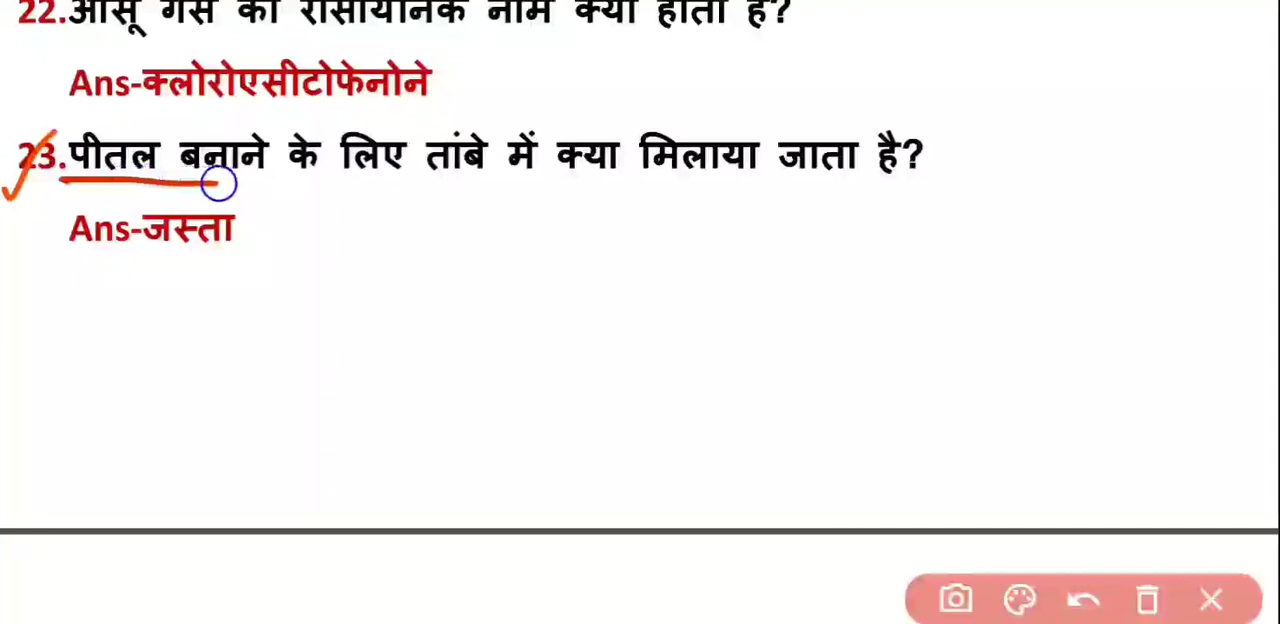 22.आंसू गैस का रासायनिक नाम क्या होता है?
Ans-क्लोरोएसीटोफेनोने
23.पीतल बनाने के लिए तांबे में क्या मिलाया जाता है?
Ans-जस्ता